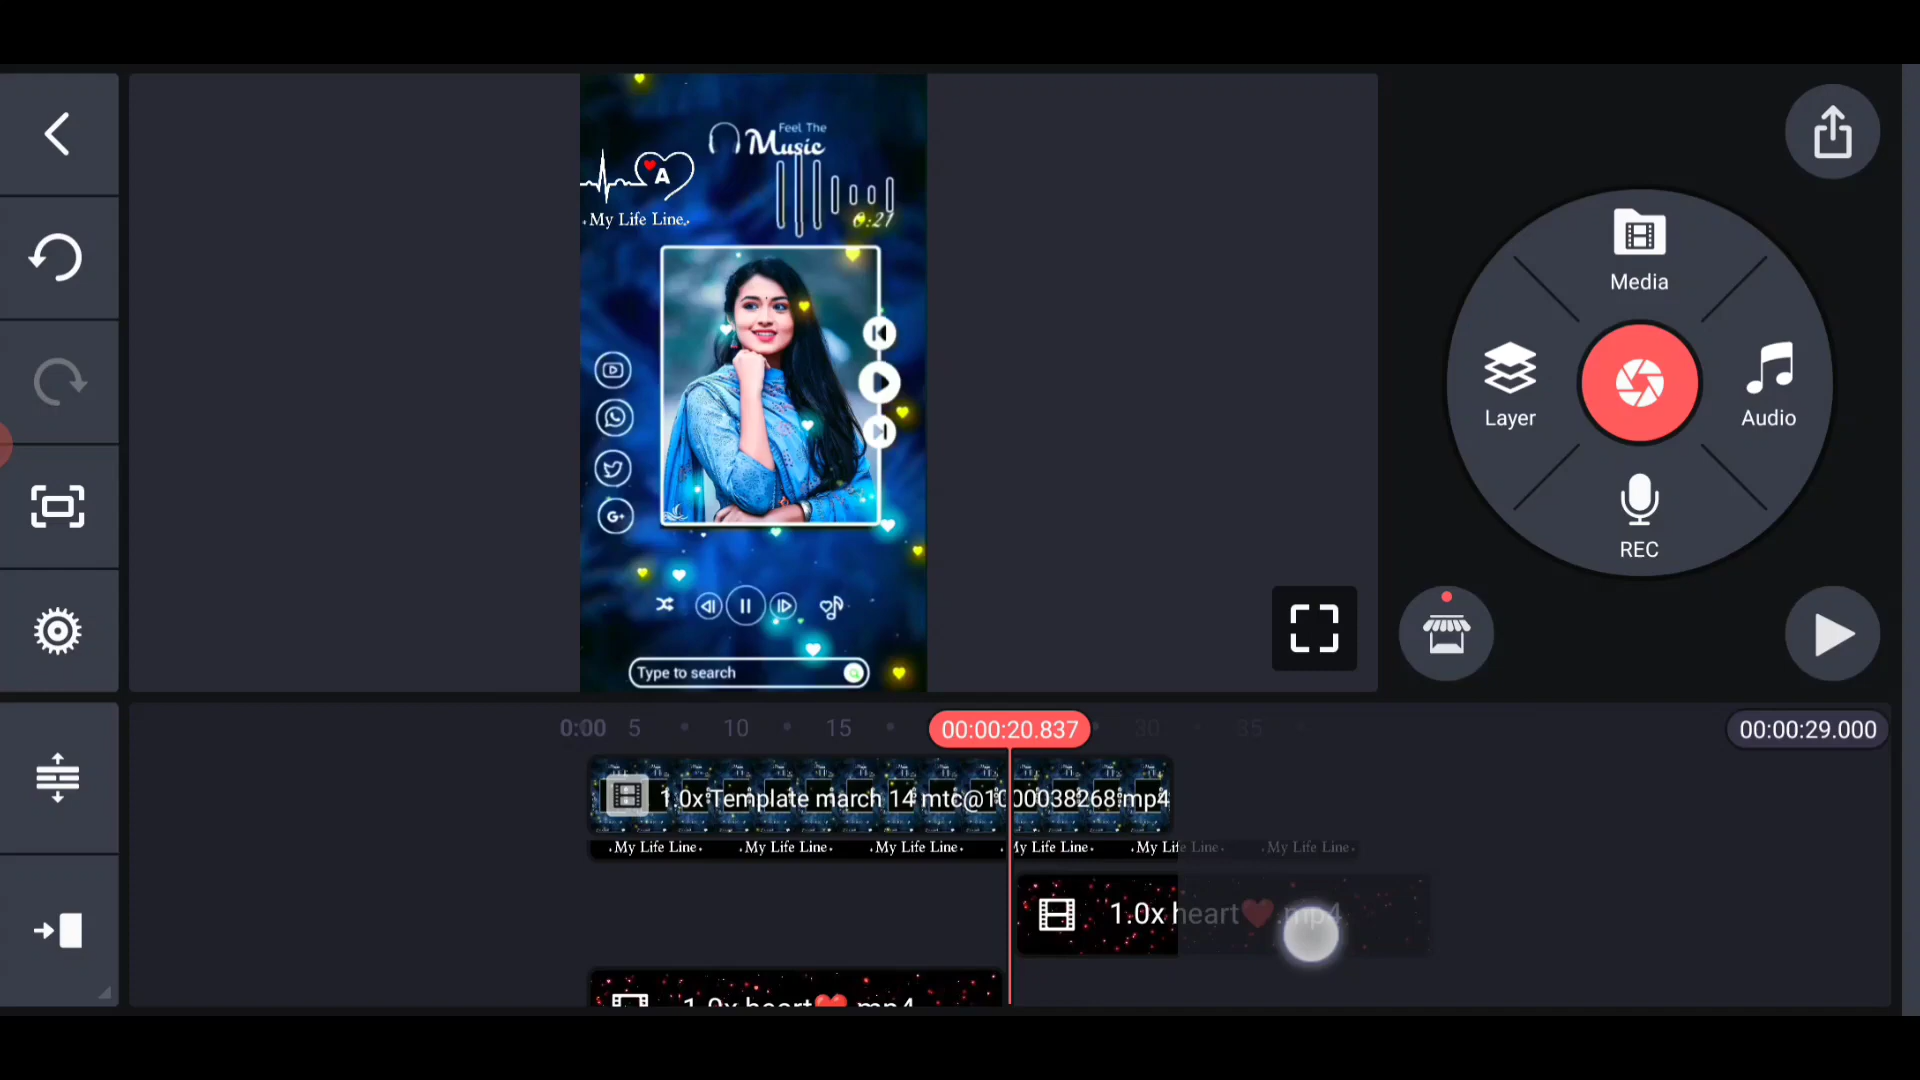 Feel The
Music
A
My Life Line
0:21
G+
Type to search
Media
Layer
Audio
REC
0:00 5 10 15 00:00:20.837 30 35 00:00:29.000
1.0x Template march 14 mtc@1000038268.mp4
My Life Line My Life Line My Life Line My Life Line My Life Line My Life Line
1.0x heart❤️.mp4
1.0x heart❤️.mp4